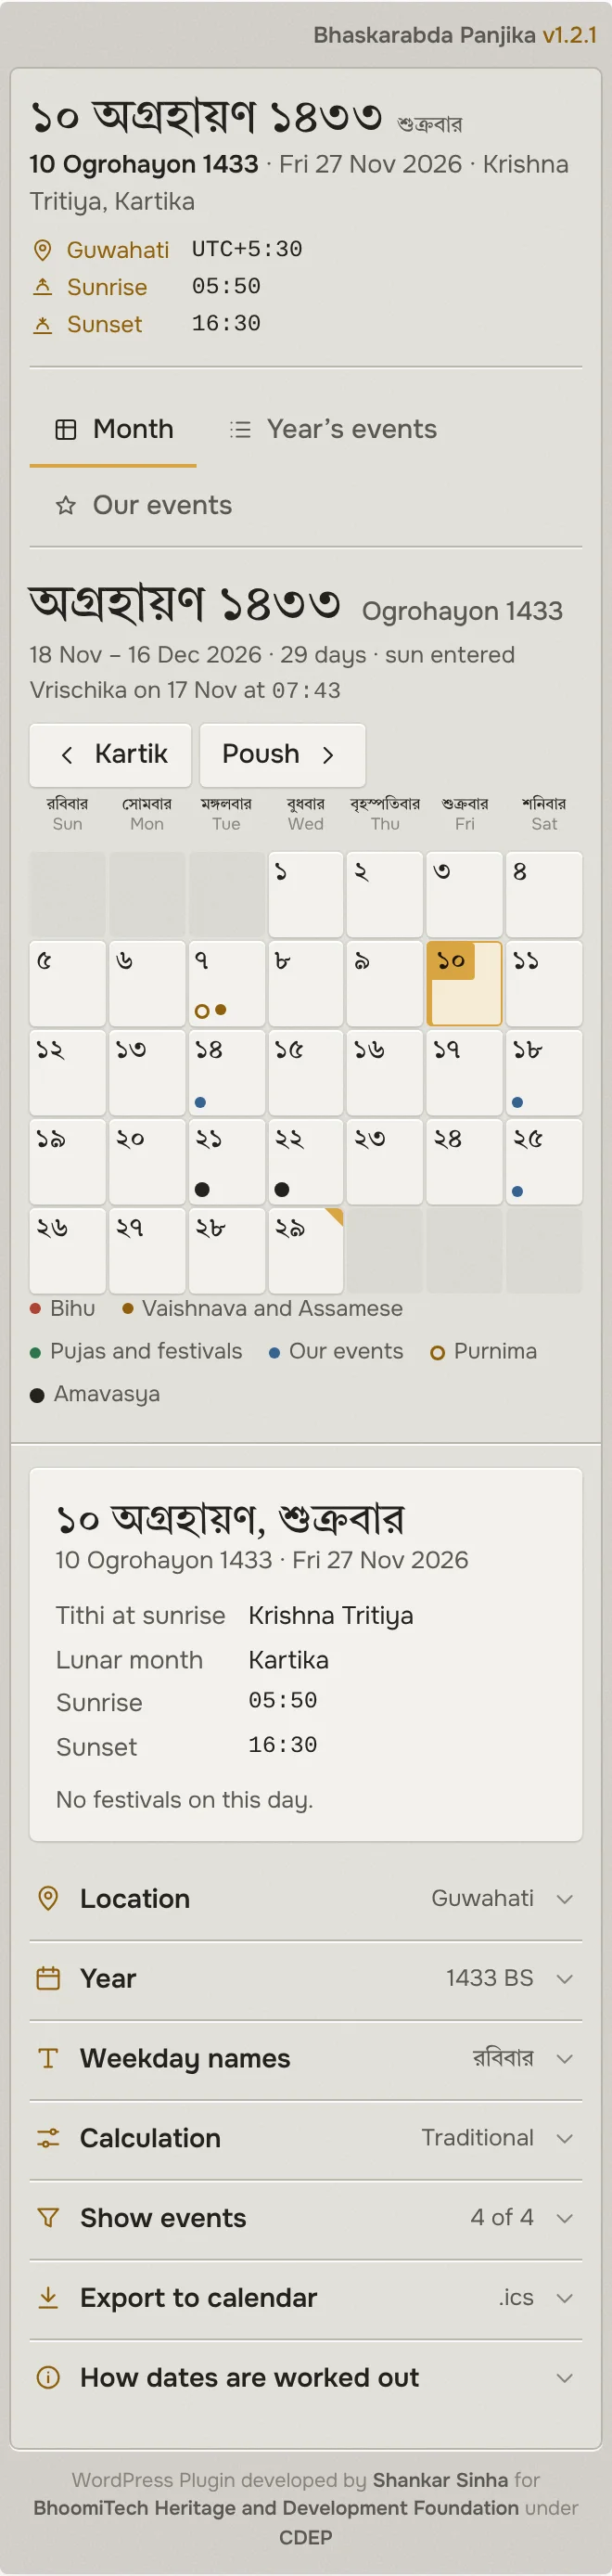 Bhaskarabda Panjika v1.2.1
১০ অগ্রহায়ণ ১৪৩৩ শুক্রবার
10 Ogrohayon 1433 · Fri 27 Nov 2026 · Krishna
Tritiya, Kartika
Guwahati UTC+5:30
Sunrise 05:50
Sunset 16:30
Month Year’s events
Our events
অগ্রহায়ণ ১৪৩৩ Ogrohayon 1433
18 Nov – 16 Dec 2026 · 29 days · sun entered
Vrischika on 17 Nov at 07:43
Kartik Poush
রবিবার সোমবার মঙ্গলবার বুধবার বৃহস্পতিবার শুক্রবার শনিবার
Sun Mon Tue Wed Thu Fri Sat
১ ২ ৩ ৪
৫ ৬ ৭ ৮ ৯ ১০ ১১
১২ ১৩ ১৪ ১৫ ১৬ ১৭ ১৮
১৯ ২০ ২১ ২২ ২৩ ২৪ ২৫
২৬ ২৭ ২৮ ২৯
Bihu Vaishnava and Assamese
Pujas and festivals Our events Purnima
Amavasya
১০ অগ্রহায়ণ, শুক্রবার
10 Ogrohayon 1433 · Fri 27 Nov 2026
Tithi at sunrise Krishna Tritiya
Lunar month Kartika
Sunrise 05:50
Sunset 16:30
No festivals on this day.
Location Guwahati
Year 1433 BS
Weekday names রবিবার
Calculation Traditional
Show events 4 of 4
Export to calendar .ics
How dates are worked out
WordPress Plugin developed by Shankar Sinha for
BhoomiTech Heritage and Development Foundation under
CDEP